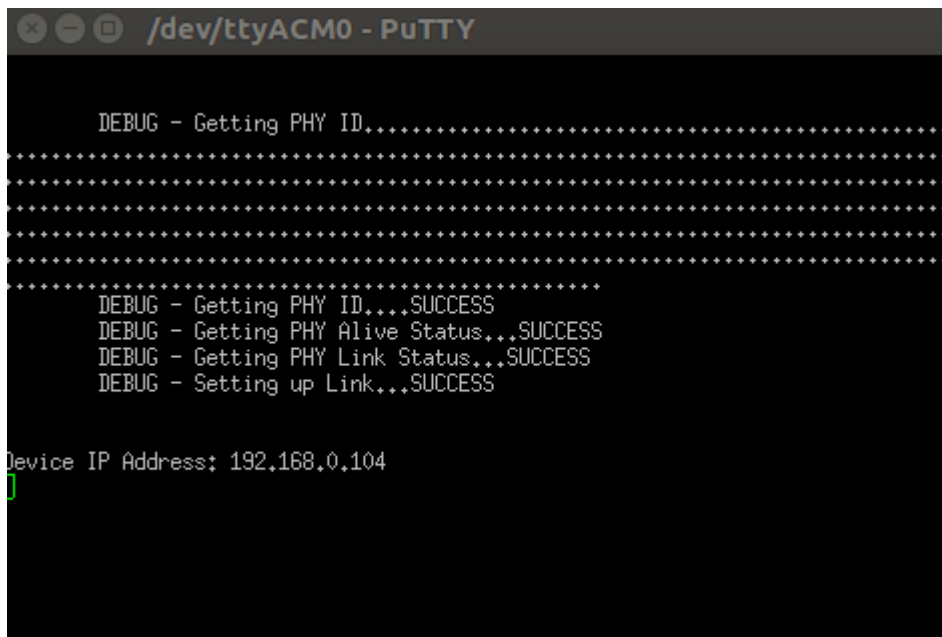 /dev/ttyACM0 - PuTTY
DEBUG - Getting PHY ID................................................
..............................................................................
..............................................................................
..............................................................................
..............................................................................
..............................................................................
..................................................
DEBUG - Getting PHY ID....SUCCESS
DEBUG - Getting PHY Alive Status...SUCCESS
DEBUG - Getting PHY Link Status...SUCCESS
DEBUG - Setting up Link...SUCCESS
Device IP Address: 192.168.0.104